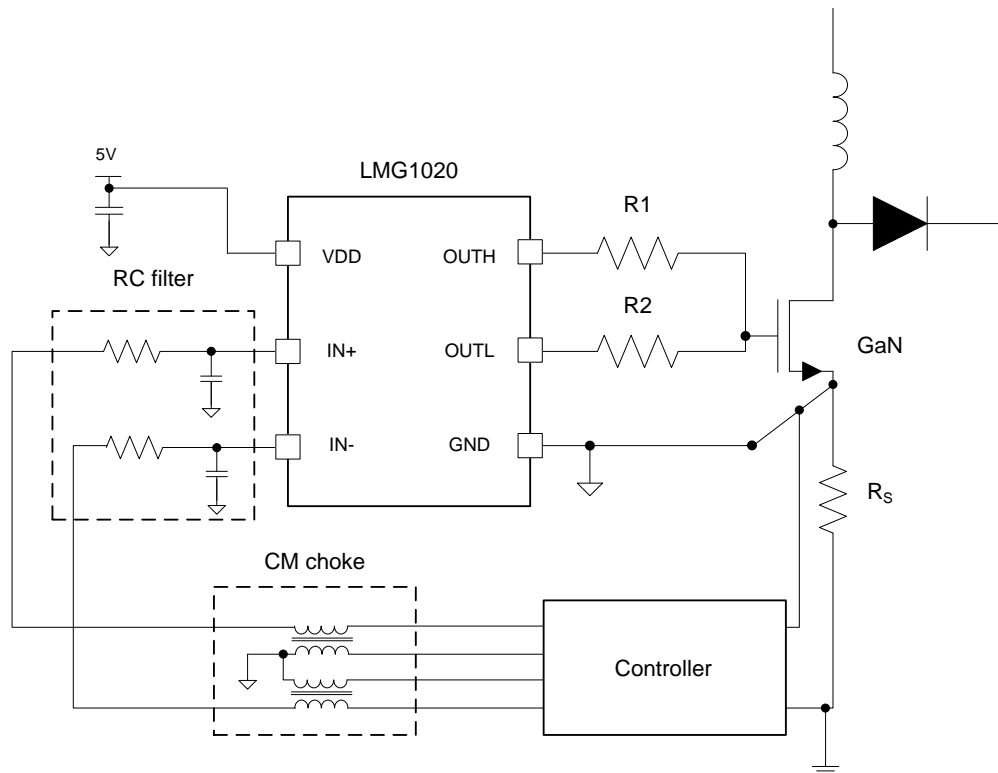 5V
LMG1020
RC filter
VDD
OUTH
R1
IN+
OUTL
R2
GaN
IN-
GND
RS
CM choke
Controller